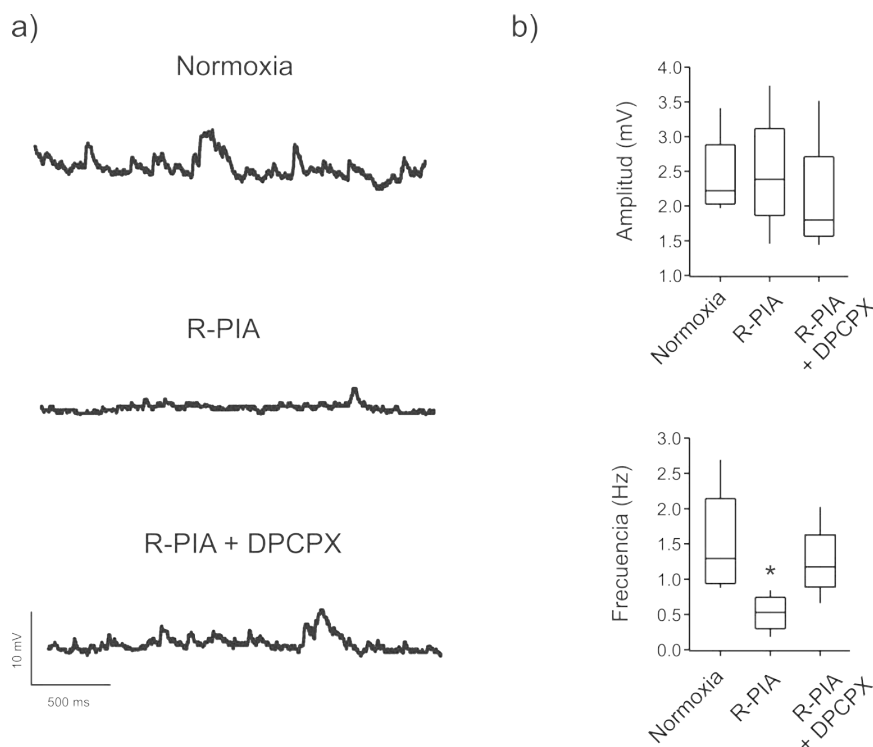 a)
Normoxia
R-PIA
R-PIA + DPCPX
10 mV
500 ms
b)
Amplitud (mV)
4.0
3.5
3.0
2.5
2.0
1.5
1.0
Normoxia
R-PIA
R-PIA
+ DPCPX
Frecuencia (Hz)
3.0
2.5
2.0
1.5
1.0
0.5
0.0
*
Normoxia
R-PIA
R-PIA
+ DPCPX